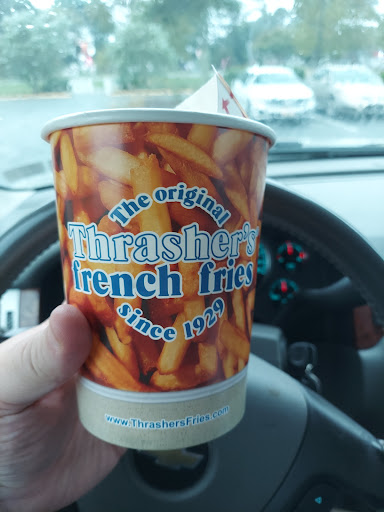 The original
Thrasher's
french fries
since 1929
www.ThrashersFries.com